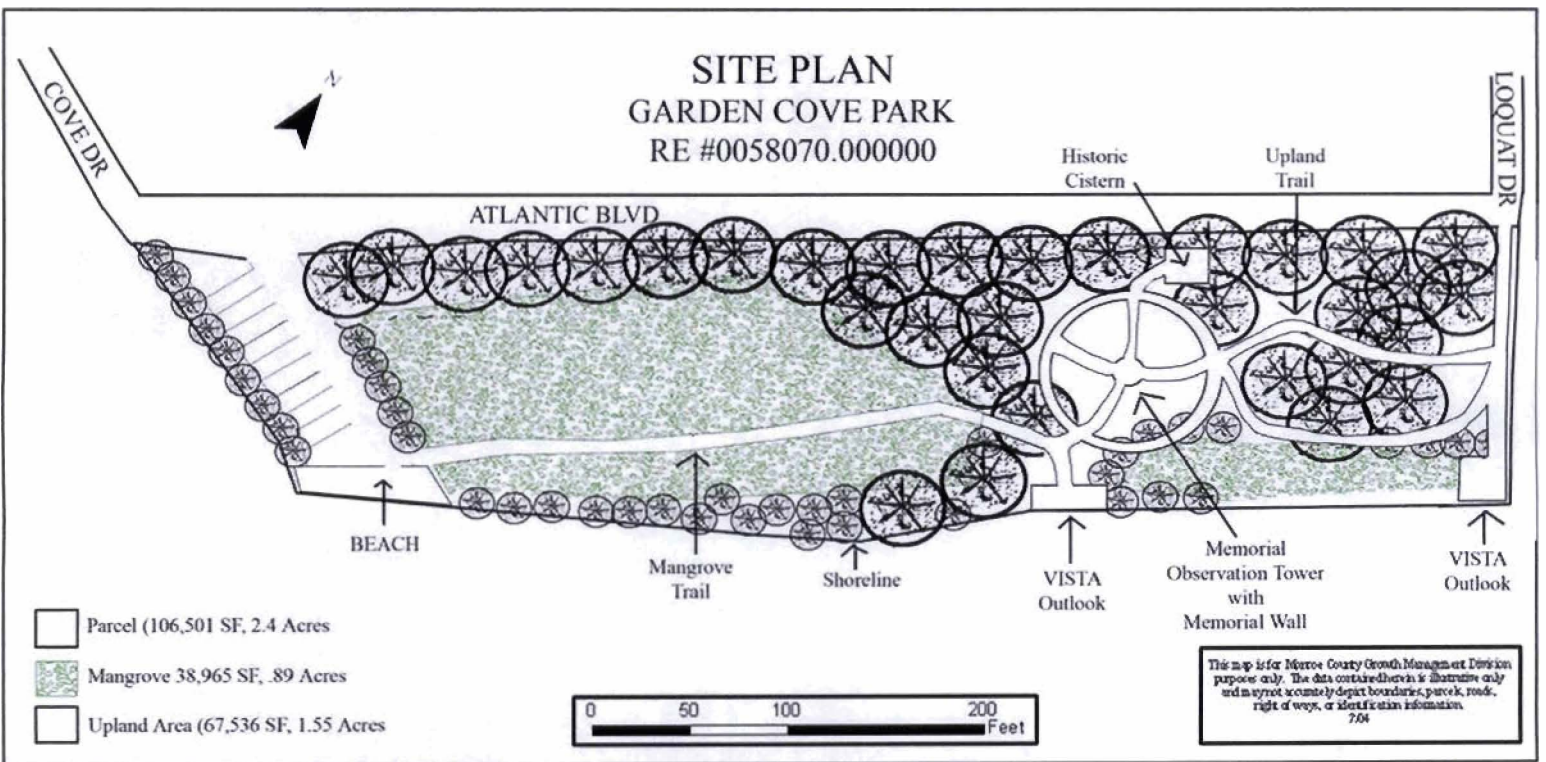 SITE PLAN
GARDEN COVE PARK
RE #0058070.000000
N
COVE DR
LOQUAT DR
ATLANTIC BLVD
Historic
Cistern
Upland
Trail
BEACH
Mangrove
Trail
Shoreline
VISTA
Outlook
Memorial
Observation Tower
with
Memorial Wall
VISTA
Outlook
Parcel (106,501 SF, 2.4 Acres
Mangrove 38,965 SF, .89 Acres
Upland Area (67,536 SF, 1.55 Acres
0 50 100 200
Feet
This map is for Monroe County Growth Management Division
purposes only. The data contained herein is illustrative only
and may not accurately depict boundaries, parcels, roads,
right of ways, or identification information.
7.04